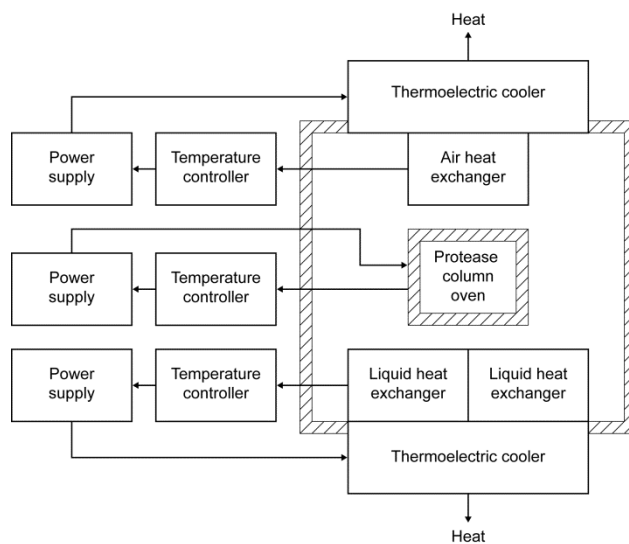 Heat
Thermoelectric cooler
Power
supply
Temperature
controller
Air heat
exchanger
Power
supply
Temperature
controller
Protease
column
oven
Power
supply
Temperature
controller
Liquid heat
exchanger
Liquid heat
exchanger
Thermoelectric cooler
Heat